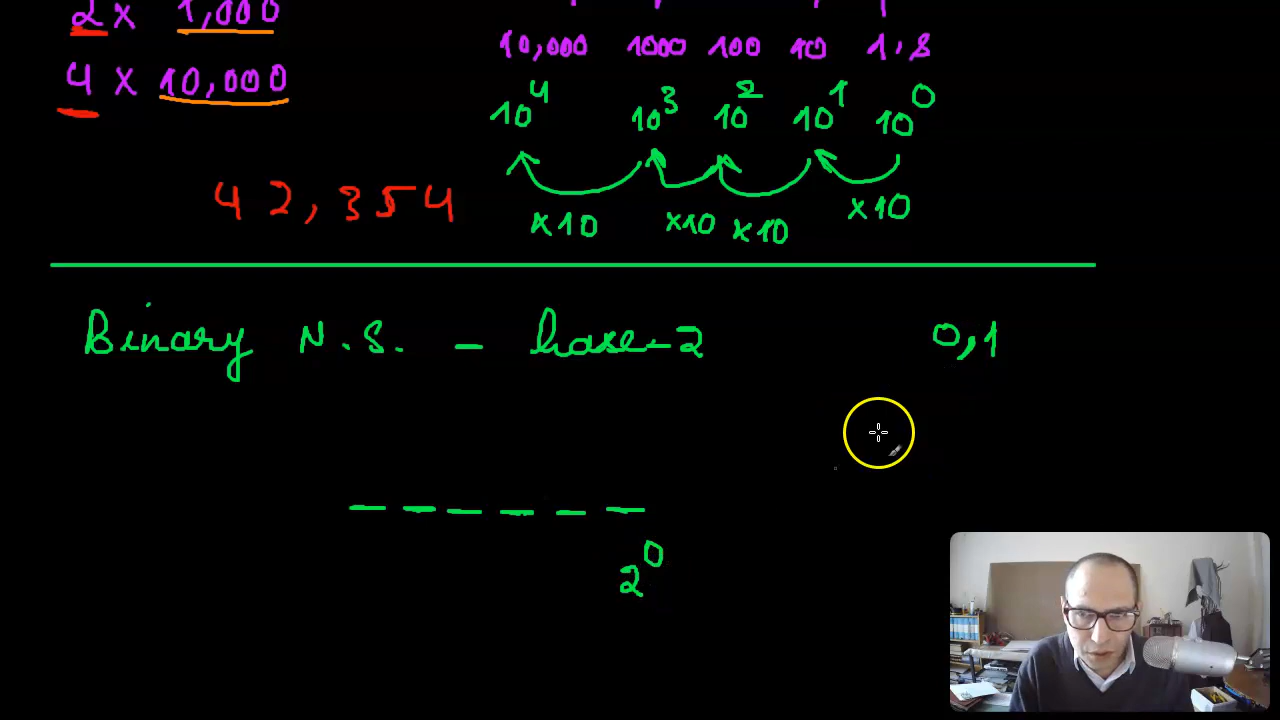 2 x 1,000
4 x 10,000
10,000 1000 100 10 1,s
10^4 10^3 10^2 10^1 10^0
x10 x10 x10 x10
42,354
Binary N.S. - base-2 0,1
_ _ _ _ _ _
2^0